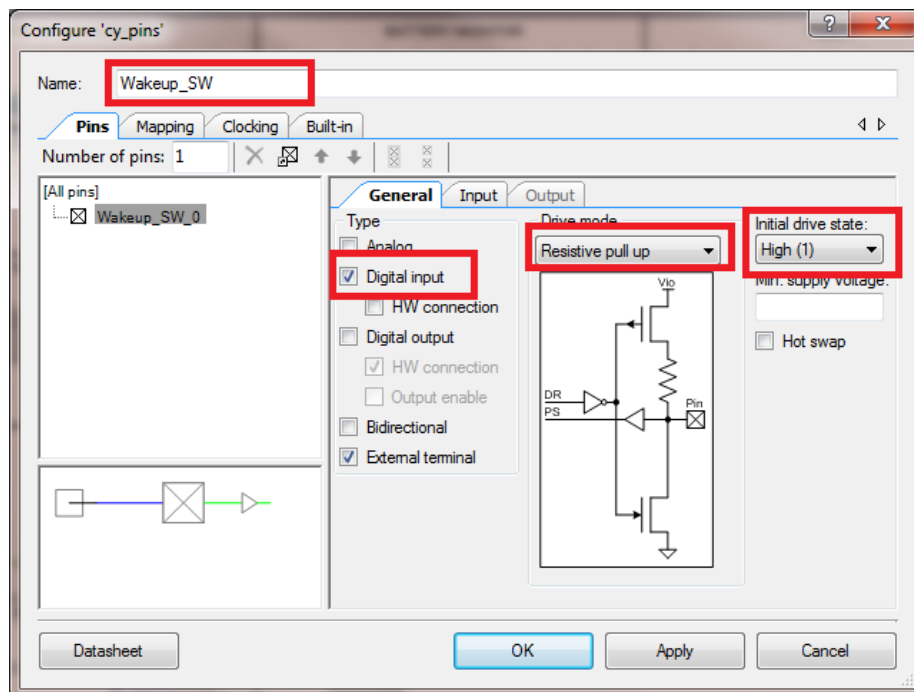 Configure 'cy_pins'
Name: Wakeup_SW
Pins Mapping Clocking Built-in
Number of pins: 1
[All pins]
Wakeup_SW_0
General Input Output
Type
Analog
Digital input
HW connection
Digital output
HW connection
Output enable
Bidirectional
External terminal
Drive mode
Resistive pull up
Vio
DR
PS
Pin
Initial drive state:
High (1)
Min. supply voltage:
Hot swap
Datasheet OK Apply Cancel